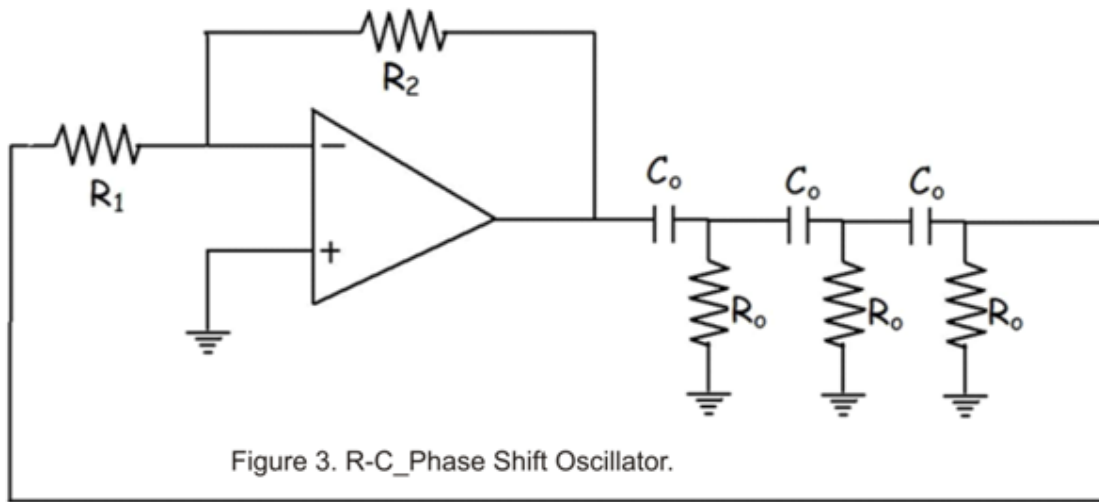 R₂
R₁
−
+
Cₒ Cₒ Cₒ
Rₒ Rₒ Rₒ
Figure 3. R-C_Phase Shift Oscillator.